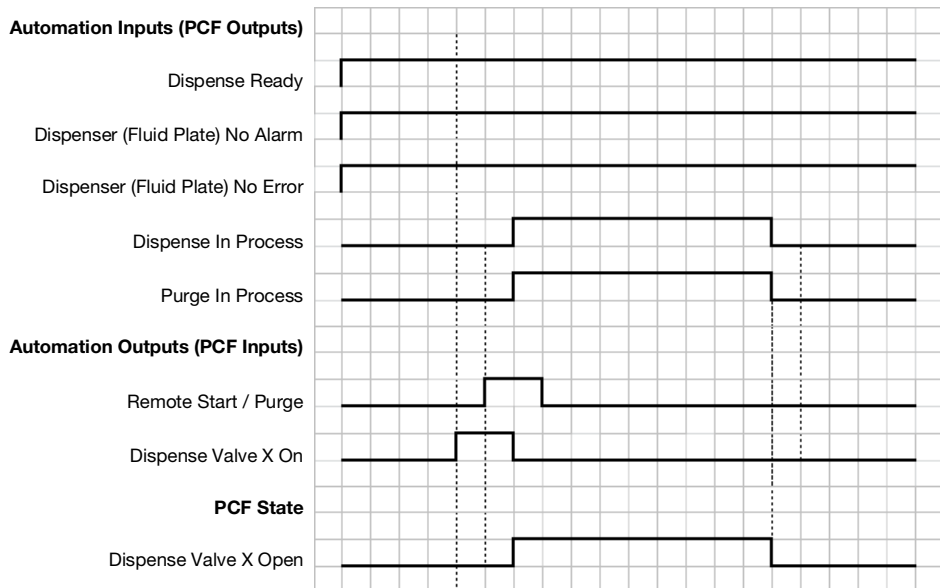 Automation Inputs (PCF Outputs)
Dispense Ready
Dispenser (Fluid Plate) No Alarm
Dispenser (Fluid Plate) No Error
Dispense In Process
Purge In Process
Automation Outputs (PCF Inputs)
Remote Start / Purge
Dispense Valve X On
PCF State
Dispense Valve X Open